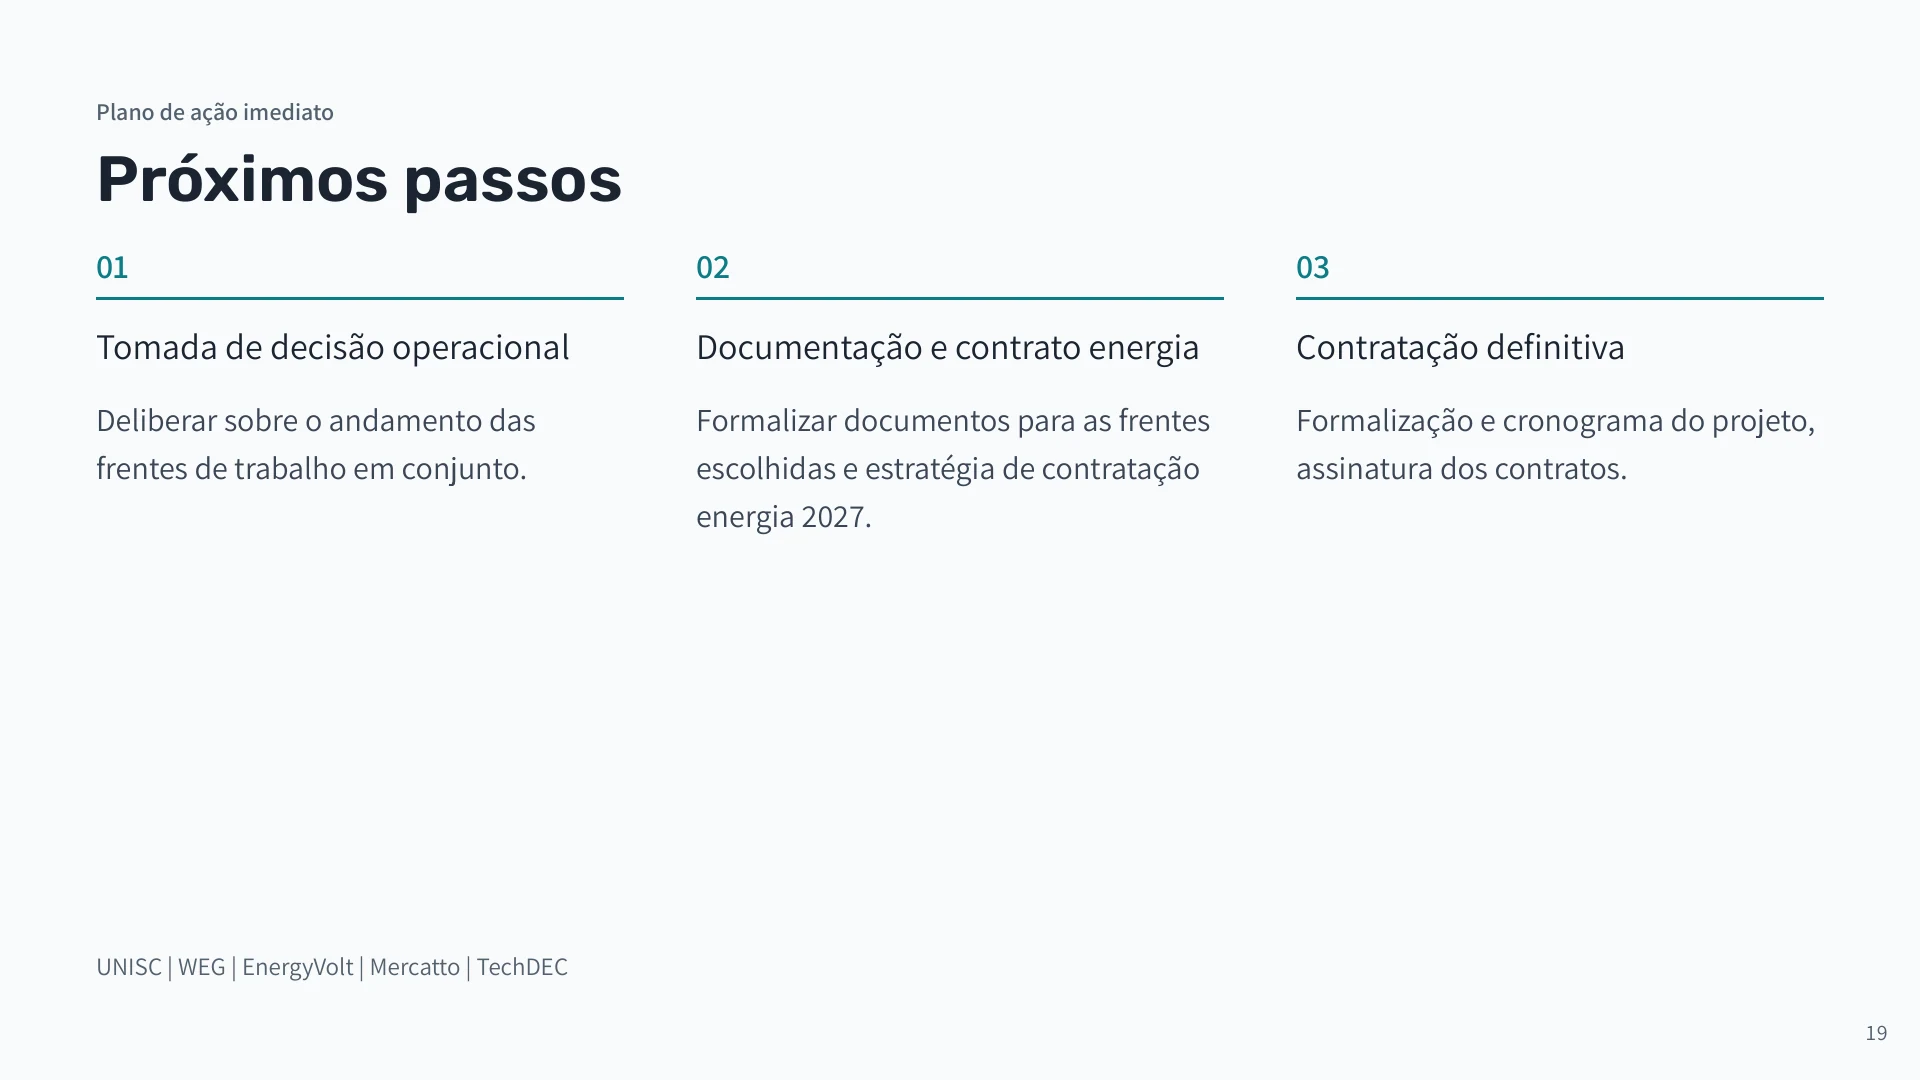 Plano de ação imediato
Próximos passos
01
Tomada de decisão operacional
Deliberar sobre o andamento das
frentes de trabalho em conjunto.
02
Documentação e contrato energia
Formalizar documentos para as frentes
escolhidas e estratégia de contratação
energia 2027.
03
Contratação definitiva
Formalização e cronograma do projeto,
assinatura dos contratos.
UNISC | WEG | EnergyVolt | Mercatto | TechDEC
19